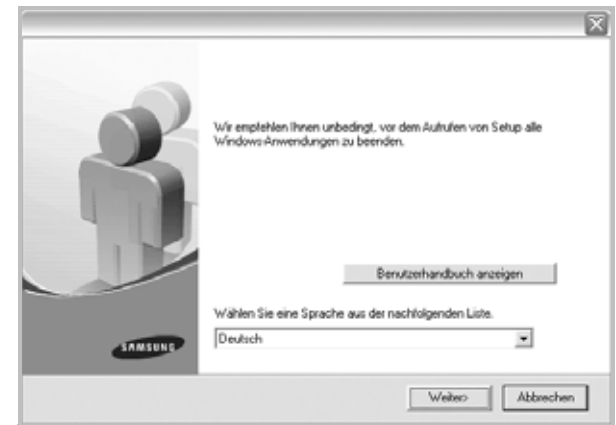 Wir empfehlen Ihnen unbedingt, vor dem Aufrufen von Setup alle
Windows-Anwendungen zu beenden.
Benutzerhandbuch anzeigen
Wählen Sie eine Sprache aus der nachfolgenden Liste.
Deutsch
SAMSUNG
Weiter>
Abbrechen